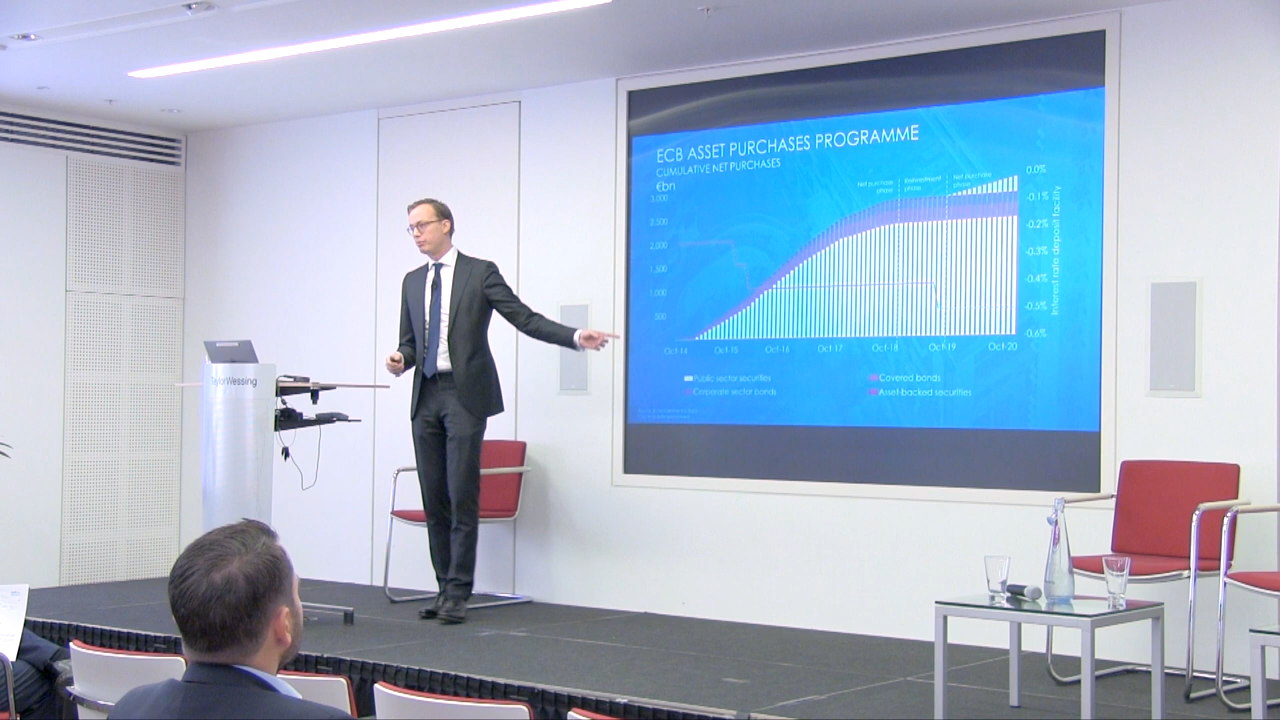 ECB ASSET PURCHASES PROGRAMME
CUMULATIVE NET PURCHASES
€bn
3,000
3,500
2,000
1,500
1,000
500
Net purchase phase
Reinvestment phase
Net purchase phase
0.0%
-0.1%
-0.2%
-0.3%
-0.4%
-0.5%
-0.6%
Interest rate deposit facility
Oct-14 Oct-15 Oct-16 Oct-17 Oct-18 Oct-19 Oct-20
Public sector securities
Covered bonds
Corporate sector bonds
Asset-backed securities
TaylorWessing